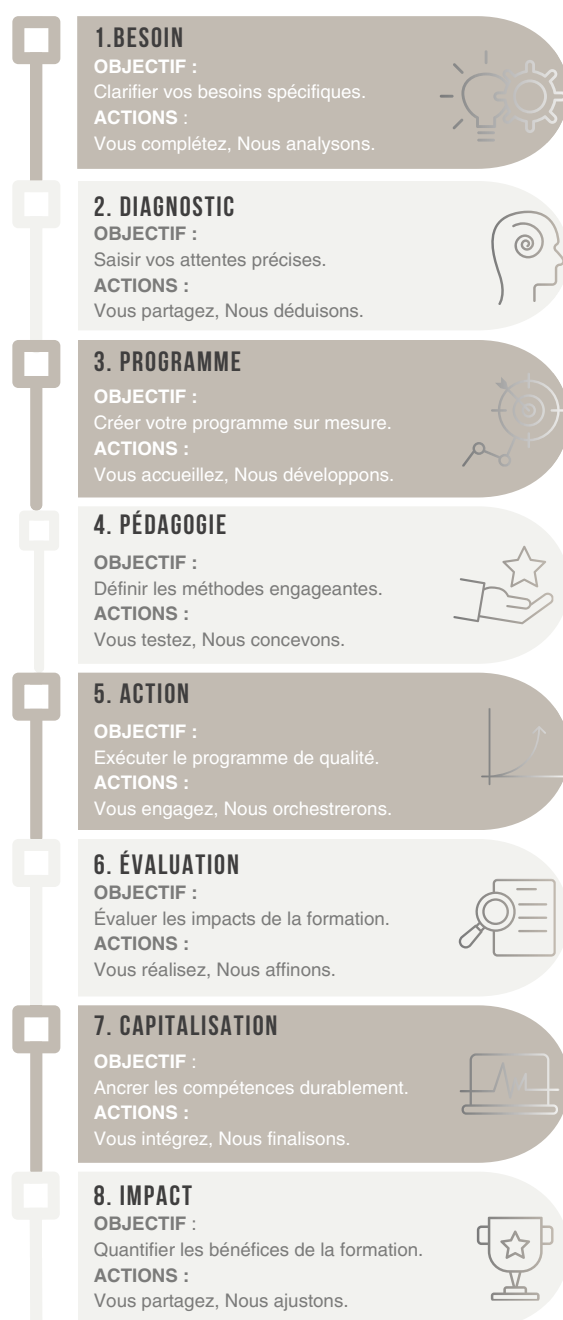 1.BESOIN
OBJECTIF :
Clarifier vos besoins spécifiques.
ACTIONS :
Vous complétez, Nous analysons.
2. DIAGNOSTIC
OBJECTIF :
Saisir vos attentes précises.
ACTIONS :
Vous partagez, Nous déduisons.
3. PROGRAMME
OBJECTIF :
Créer votre programme sur mesure.
ACTIONS :
Vous accueillez, Nous développons.
4. PÉDAGOGIE
OBJECTIF :
Définir les méthodes engageantes.
ACTIONS :
Vous testez, Nous concevons.
5. ACTION
OBJECTIF :
Exécuter le programme de qualité.
ACTIONS :
Vous engagez, Nous orchestrerons.
6. ÉVALUATION
OBJECTIF :
Évaluer les impacts de la formation.
ACTIONS :
Vous réalisez, Nous affinons.
7. CAPITALISATION
OBJECTIF :
Ancrer les compétences durablement.
ACTIONS :
Vous intégrez, Nous finalisons.
8. IMPACT
OBJECTIF :
Quantifier les bénéfices de la formation.
ACTIONS :
Vous partagez, Nous ajustons.